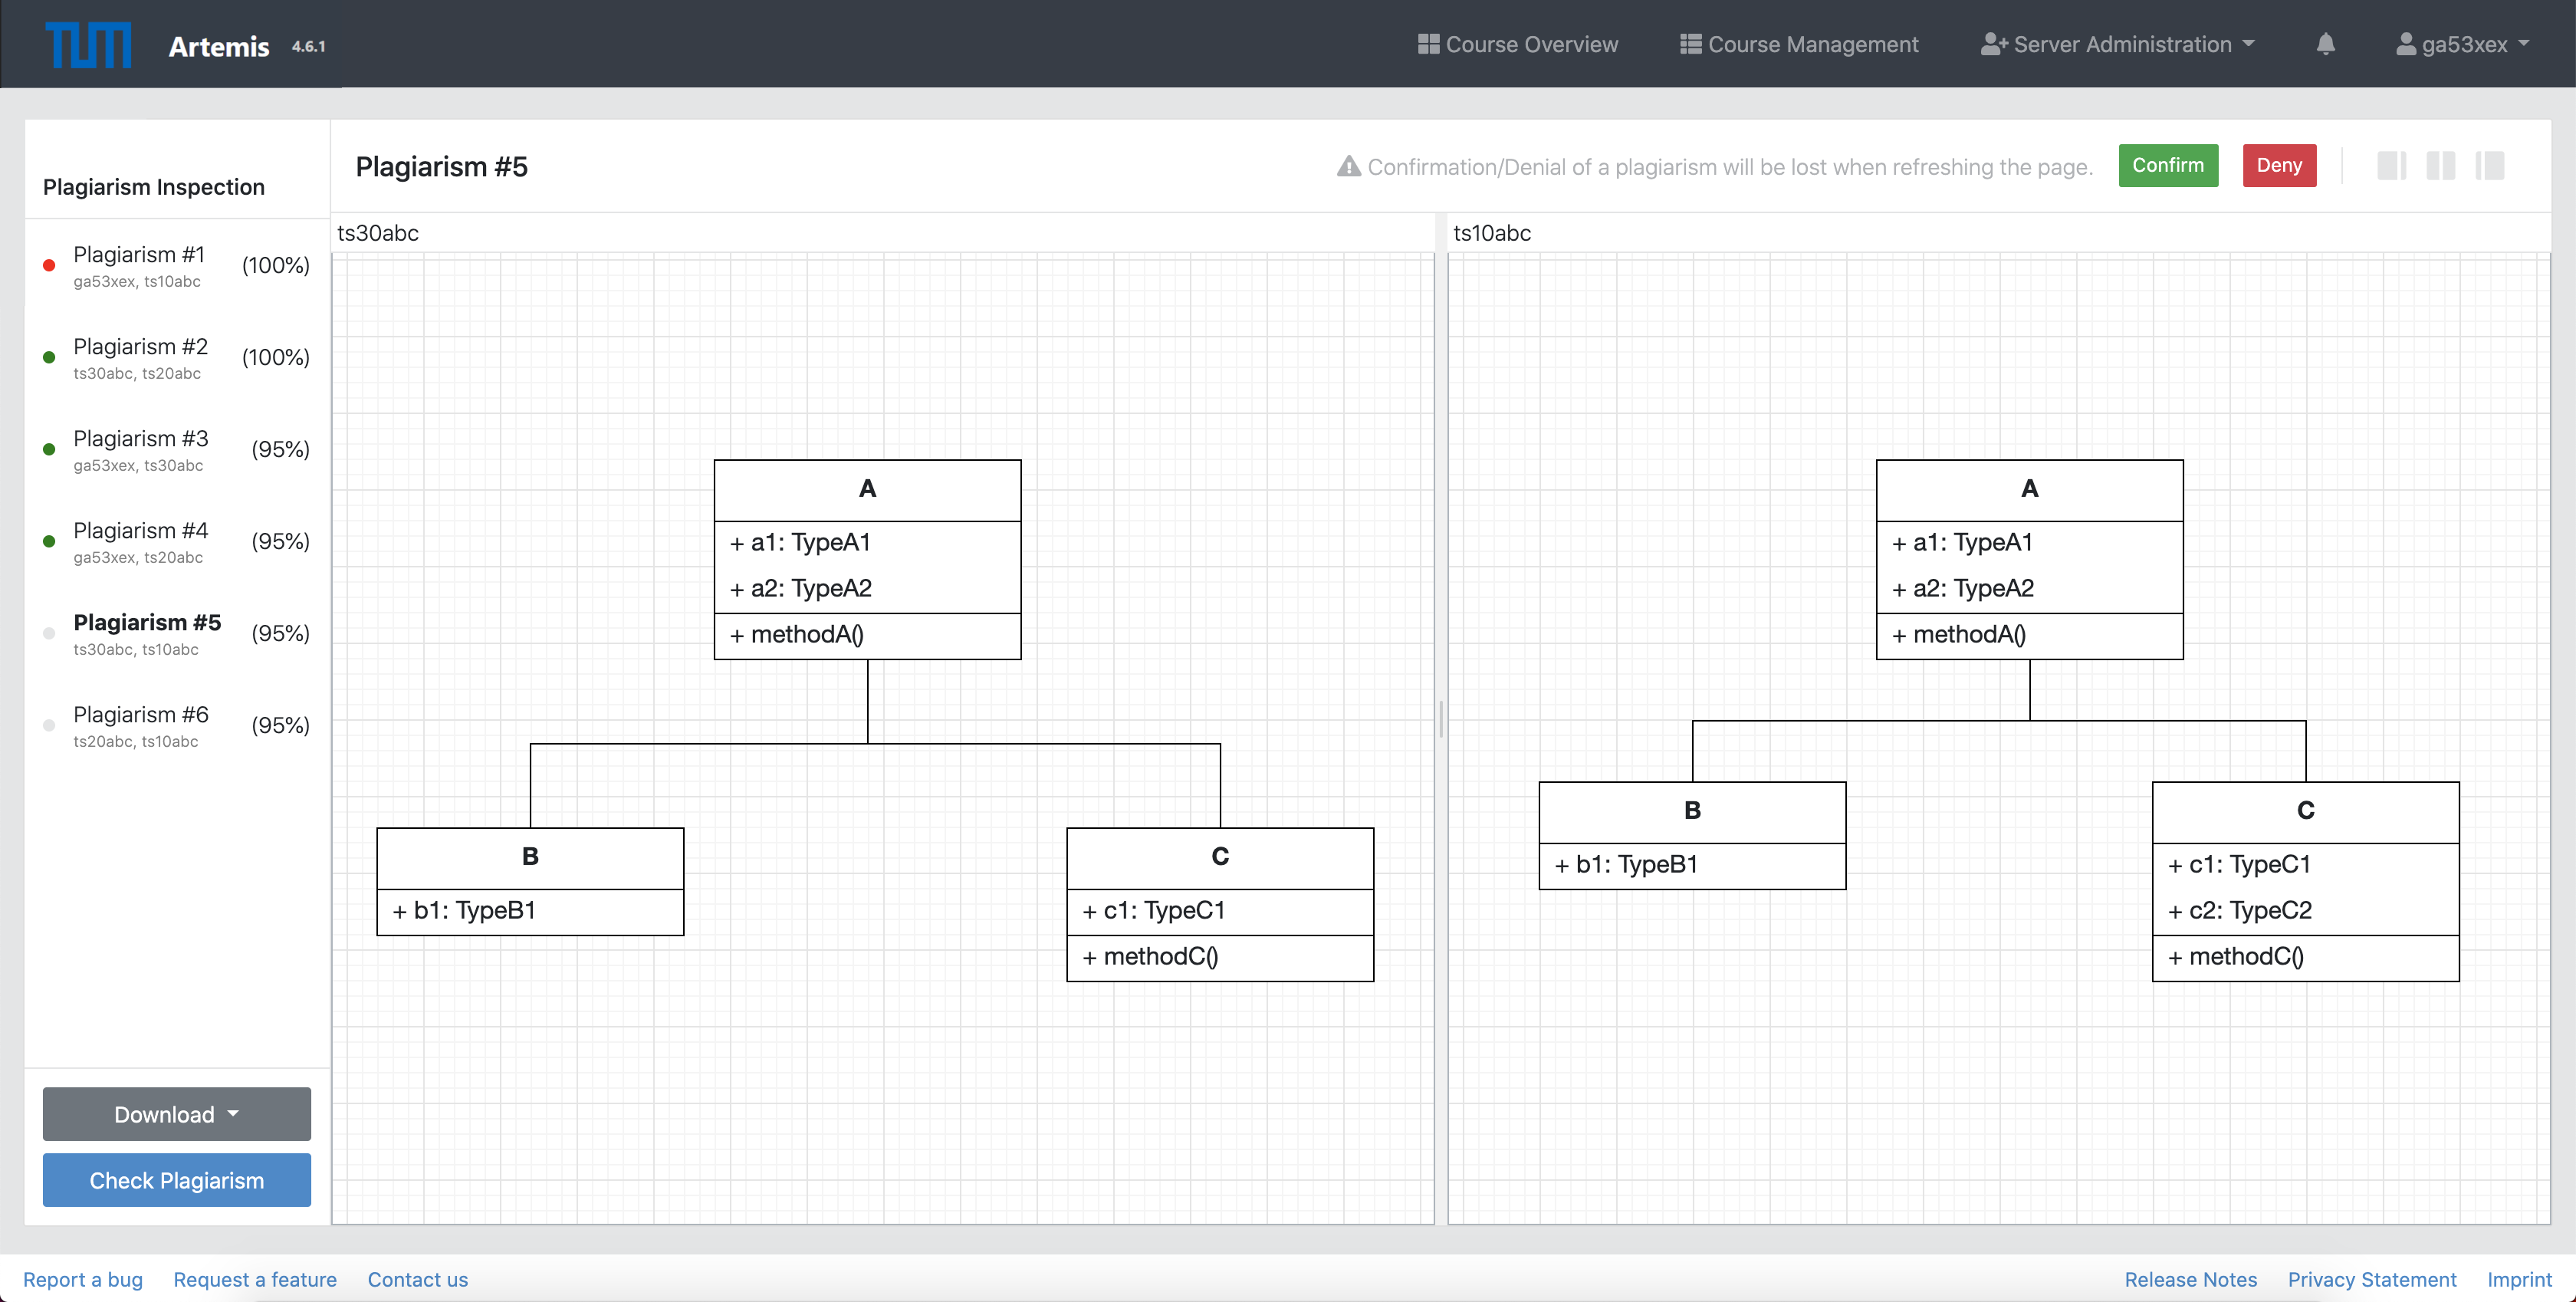 TUM Artemis 4.6.1 Course Overview Course Management Server Administration ga53xex
Plagiarism Inspection
Plagiarism #1 (100%)
ga53xex, ts10abc
Plagiarism #2 (100%)
ts30abc, ts20abc
Plagiarism #3 (95%)
ga53xex, ts30abc
Plagiarism #4 (95%)
ga53xex, ts20abc
Plagiarism #5 (95%)
ts30abc, ts10abc
Plagiarism #6 (95%)
ts20abc, ts10abc
Download
Check Plagiarism
Plagiarism #5 Confirmation/Denial of a plagiarism will be lost when refreshing the page. Confirm Deny
ts30abc
A
+ a1: TypeA1
+ a2: TypeA2
+ methodA()
B
+ b1: TypeB1
C
+ c1: TypeC1
+ methodC()
ts10abc
A
+ a1: TypeA1
+ a2: TypeA2
+ methodA()
B
+ b1: TypeB1
C
+ c1: TypeC1
+ c2: TypeC2
+ methodC()
Report a bug Request a feature Contact us Release Notes Privacy Statement Imprint